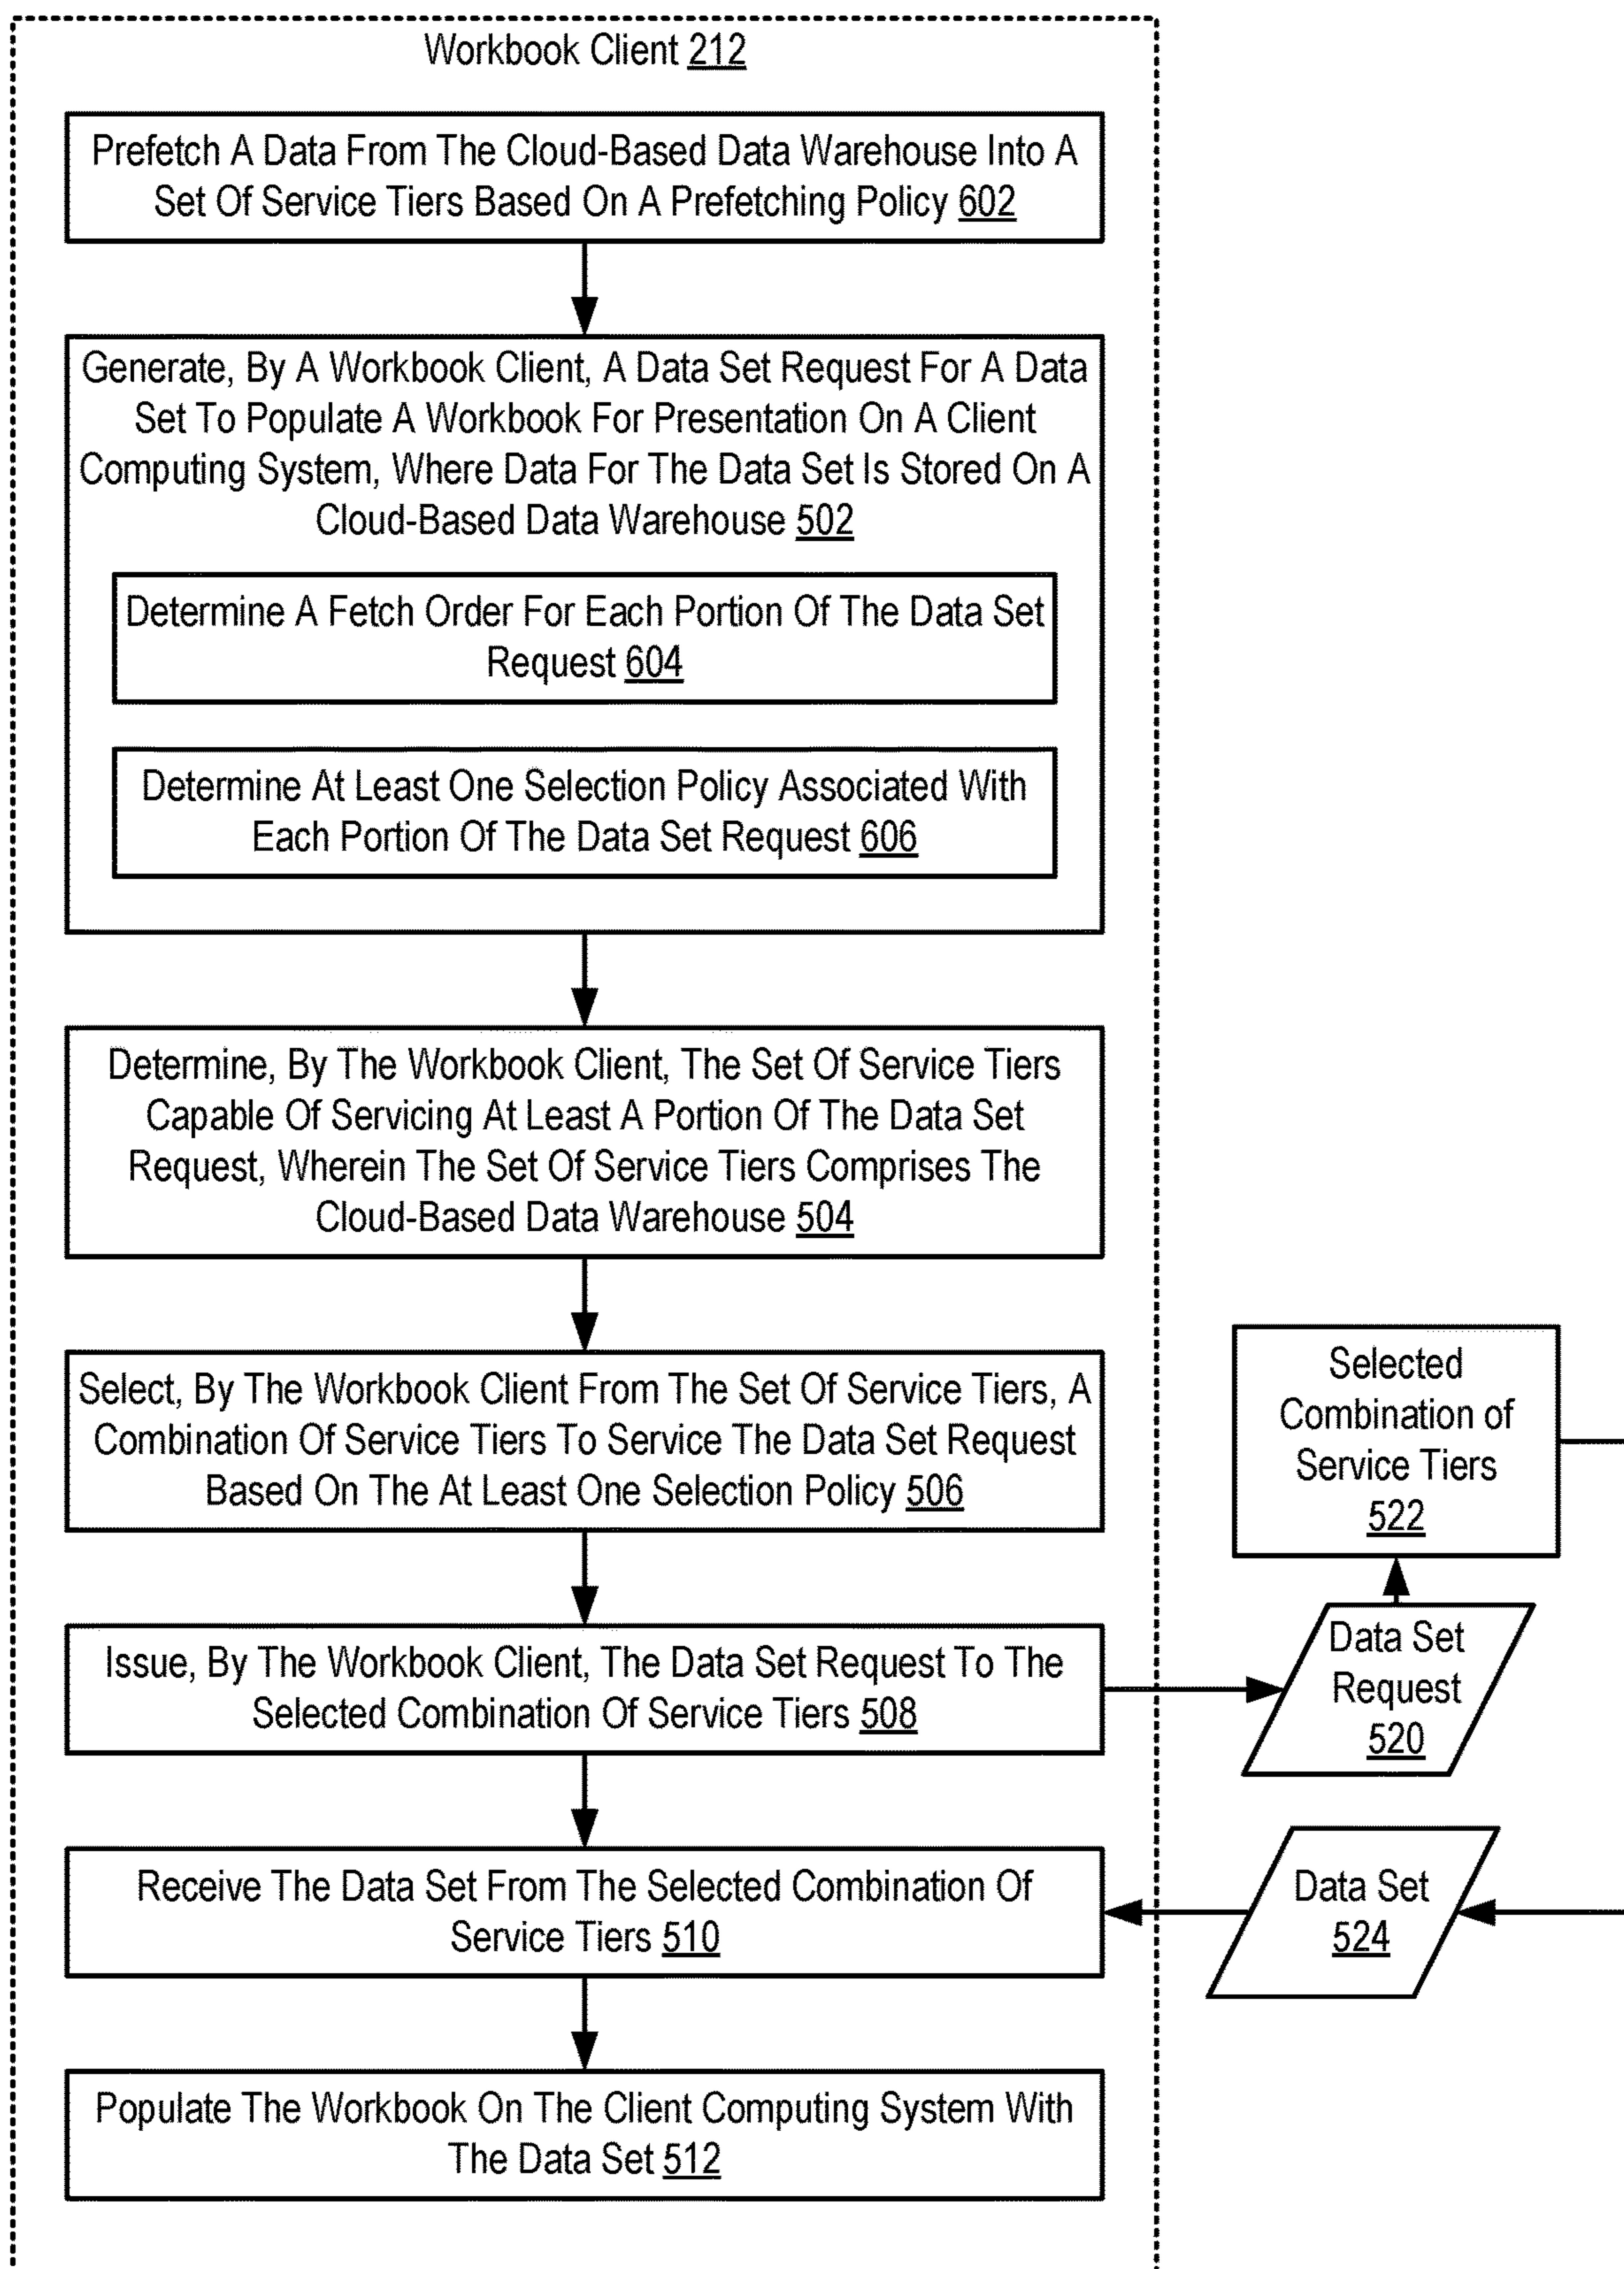 Workbook Client 212
Prefetch A Data From The Cloud-Based Data Warehouse Into A
Set Of Service Tiers Based On A Prefetching Policy 602
Generate, By A Workbook Client, A Data Set Request For A Data
Set To Populate A Workbook For Presentation On A Client
Computing System, Where Data For The Data Set Is Stored On A
Cloud-Based Data Warehouse 502
Determine A Fetch Order For Each Portion Of The Data Set
Request 604
Determine At Least One Selection Policy Associated With
Each Portion Of The Data Set Request 606
Determine, By The Workbook Client, The Set Of Service Tiers
Capable Of Servicing At Least A Portion Of The Data Set
Request, Wherein The Set Of Service Tiers Comprises The
Cloud-Based Data Warehouse 504
Select, By The Workbook Client From The Set Of Service Tiers, A
Combination Of Service Tiers To Service The Data Set Request
Based On The At Least One Selection Policy 506
Selected
Combination of
Service Tiers
522
Issue, By The Workbook Client, The Data Set Request To The
Selected Combination Of Service Tiers 508
Data Set
Request
520
Receive The Data Set From The Selected Combination Of
Service Tiers 510
Data Set
524
Populate The Workbook On The Client Computing System With
The Data Set 512